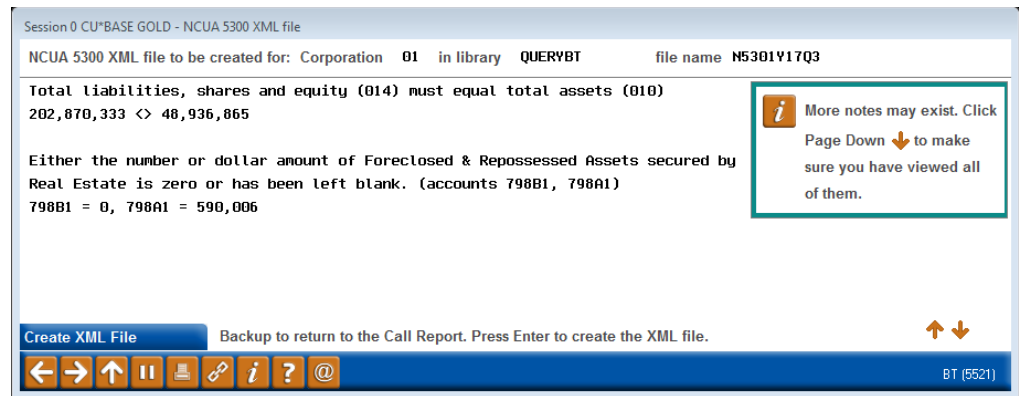 Session 0 CU*BASE GOLD - NCUA 5300 XML file
NCUA 5300 XML file to be created for: Corporation 01 in library QUERYBT file name N5301Y17Q3
Total liabilities, shares and equity (014) must equal total assets (010)
202,870,333 <> 48,936,865
Either the number or dollar amount of Foreclosed & Repossessed Assets secured by
Real Estate is zero or has been left blank. (accounts 798B1, 798A1)
798B1 = 0, 798A1 = 590,006
i More notes may exist. Click
Page Down to make
sure you have viewed all
of them.
Create XML File Backup to return to the Call Report. Press Enter to create the XML file.
i ? @ BT (5521)